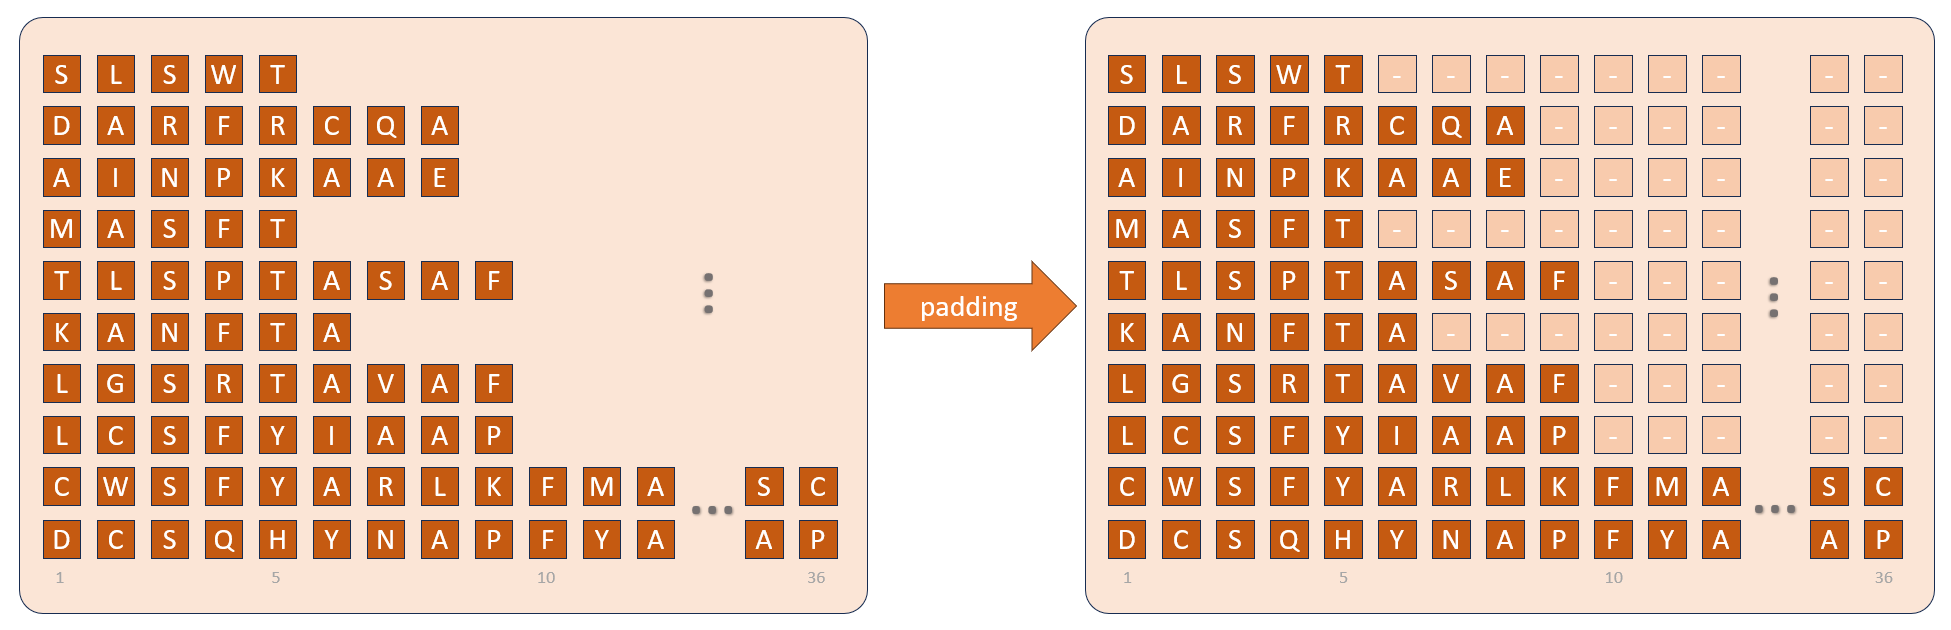 S L S W T
D A R F R C Q A
A I N P K A A E
M A S F T
T L S P T A S A F
K A N F T A
L G S R T A V A F
L C S F Y I A A P
C W S F Y A R L K F M A ... S C
D C S Q H Y N A P F Y A A P
1 5 10 36
padding
S L S W T - - - - - - - - -
D A R F R C Q A - - - - - -
A I N P K A A E - - - - - -
M A S F T - - - - - - - - -
T L S P T A S A F - - - - -
K A N F T A - - - - - - - -
L G S R T A V A F - - - - -
L C S F Y I A A P - - - - -
C W S F Y A R L K F M A ... S C
D C S Q H Y N A P F Y A A P
1 5 10 36